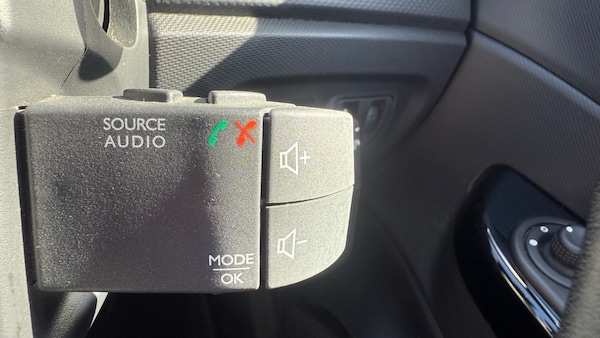 SOURCE
AUDIO
+
-
MODE
OK